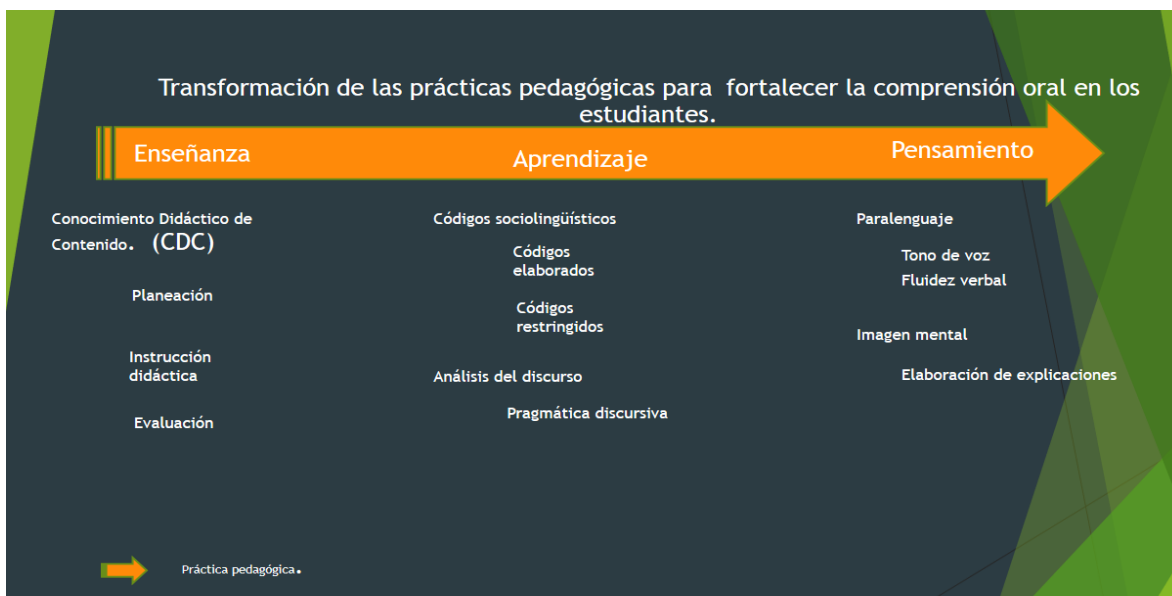 Transformación de las prácticas pedagógicas para fortalecer la comprensión oral en los
estudiantes.
Enseñanza
Aprendizaje
Pensamiento
Conocimiento Didáctico de
Contenido. (CDC)
Planeación
Instrucción
didáctica
Evaluación
Códigos sociolingüísticos
Códigos
elaborados
Códigos
restringidos
Análisis del discurso
Pragmática discursiva
Paralenguaje
Tono de voz
Fluidez verbal
Imagen mental
Elaboración de explicaciones
Práctica pedagógica.